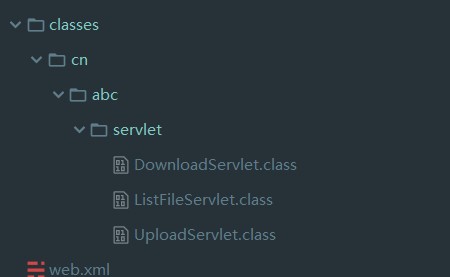 classes
cn
abc
servlet
DownloadServlet.class
ListFileServlet.class
UploadServlet.class
web.xml